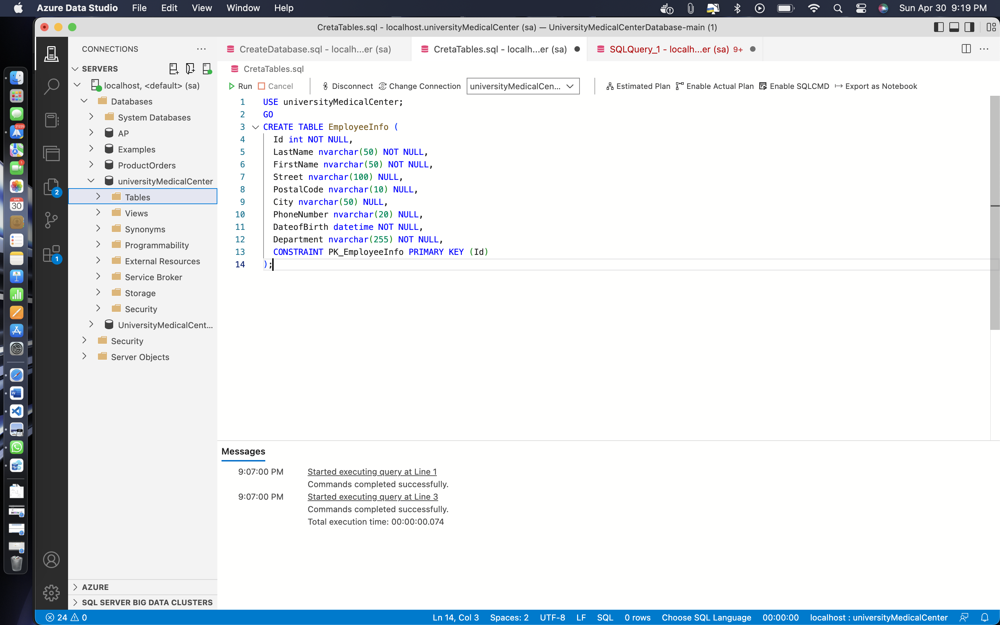 Azure Data Studio File Edit View Window Help Sun Apr 30 9:19 PM
CretaTables.sql - localhost.universityMedicalCenter (sa) — UniversityMedicalCenterDatabase-main (1)
CONNECTIONS
CreateDatabase.sql - localh...er (sa)
CretaTables.sql - localh...er (sa)
SQLQuery_1 - localh...er (sa) 9+
SERVERS
localhost, <default> (sa)
Databases
System Databases
AP
Examples
ProductOrders
universityMedicalCenter
Tables
Views
Synonyms
Programmability
External Resources
Service Broker
Storage
Security
UniversityMedicalCent...
Security
Server Objects
AZURE
SQL SERVER BIG DATA CLUSTERS
2
1
21225
1
APR
30
CretaTables.sql
Run Cancel Disconnect Change Connection universityMedicalCen... Estimated Plan Enable Actual Plan Enable SQLCMD Export as Notebook
1 USE universityMedicalCenter;
2 GO
3 CREATE TABLE EmployeeInfo (
4 Id int NOT NULL,
5 LastName nvarchar(50) NOT NULL,
6 FirstName nvarchar(50) NOT NULL,
7 Street nvarchar(100) NULL,
8 PostalCode nvarchar(10) NULL,
9 City nvarchar(50) NULL,
10 PhoneNumber nvarchar(20) NULL,
11 DateofBirth datetime NOT NULL,
12 Department nvarchar(255) NOT NULL,
13 CONSTRAINT PK_EmployeeInfo PRIMARY KEY (Id)
14 );
Messages
9:07:00 PM Started executing query at Line 1
Commands completed successfully.
9:07:00 PM Started executing query at Line 3
Commands completed successfully.
Total execution time: 00:00:00.074
24 0 Ln 14, Col 3 Spaces: 2 UTF-8 LF SQL 0 rows Choose SQL Language 00:00:00 localhost : universityMedicalCenter